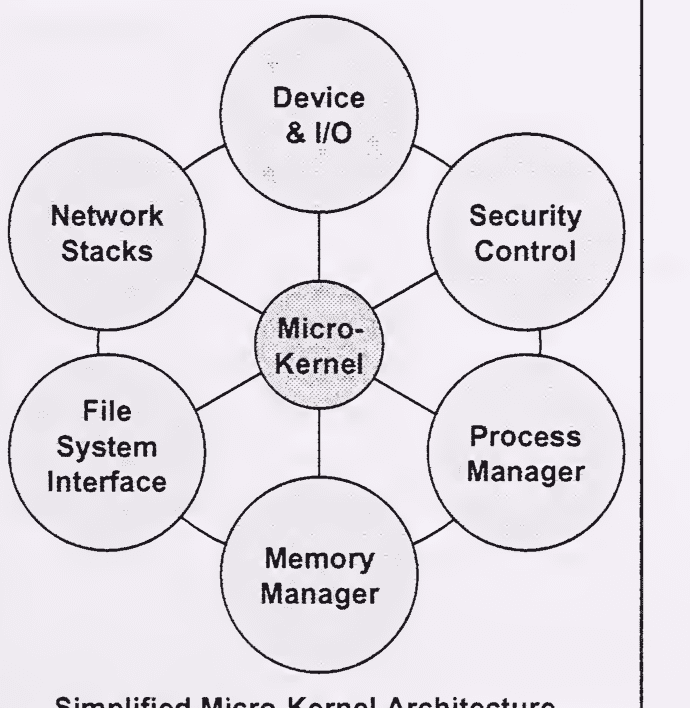 Device
& I/O
Network
Stacks
Security
Control
Micro-
Kernel
File
System
Interface
Process
Manager
Memory
Manager
Simplified Micro-Kernel Architecture